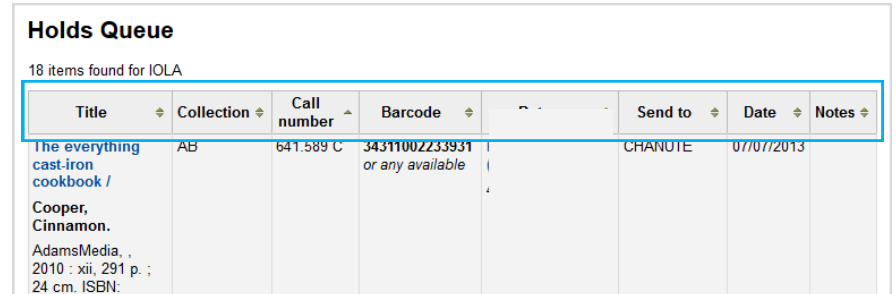 Holds Queue
18 items found for IOLA
Title Collection Call number Barcode Send to Date Notes
The everything AB 641.589 C 34311002233931 CHANUTE 07/07/2013
cast-iron or any available
cookbook /
Cooper,
Cinnamon.
AdamsMedia, ,
2010 : xii, 291 p. ;
24 cm. ISBN: